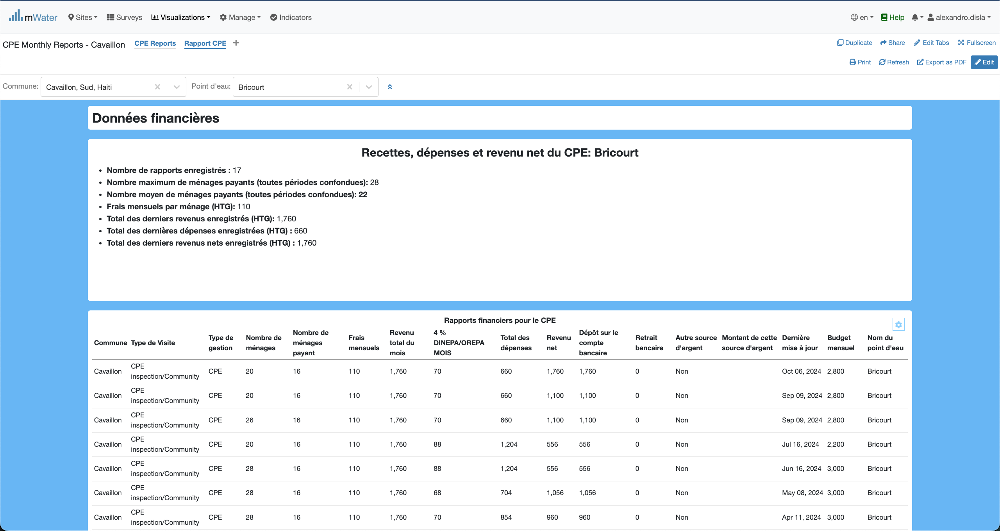 mWater Sites Surveys Visualizations Manage Indicators en Help alexandro.disla
CPE Monthly Reports - Cavaillon CPE Reports Rapport CPE + Duplicate Share Edit Tabs Fullscreen
Print Refresh Export as PDF Edit
Commune: Cavaillon, Sud, Haiti Point d'eau: Bricourt
Données financières
Recettes, dépenses et revenu net du CPE: Bricourt
• Nombre de rapports enregistrés : 17
• Nombre maximum de ménages payants (toutes périodes confondues): 28
• Nombre moyen de ménages payants (toutes périodes confondues): 22
• Frais mensuels par ménage (HTG): 110
• Total des derniers revenus enregistrés (HTG): 1,760
• Total des dernières dépenses enregistrées (HTG) : 660
• Total des derniers revenus nets enregistrés (HTG) : 1,760
Rapports financiers pour le CPE
Commune Type de Visite Type de gestion Nombre de ménages Nombre de ménages payant Frais mensuels Revenu total du mois 4 % DINEPA/OREPA MOIS Total des dépenses Revenu net Dépôt sur le compte bancaire Retrait bancaire Autre source d'argent Montant de cette source d'argent Dernière mise à jour Budget mensuel Nom du point d'eau
Cavaillon CPE inspection/Community CPE 20 16 110 1,760 70 660 1,760 1,760 0 Non Oct 06, 2024 2,800 Bricourt
Cavaillon CPE inspection/Community CPE 20 16 110 1,760 70 660 1,100 1,100 0 Non Sep 09, 2024 2,800 Bricourt
Cavaillon CPE inspection/Community CPE 26 16 110 1,760 70 660 1,100 1,100 0 Non Sep 09, 2024 2,800 Bricourt
Cavaillon CPE inspection/Community CPE 20 16 110 1,760 88 1,204 556 556 0 Non Jul 16, 2024 2,200 Bricourt
Cavaillon CPE inspection/Community CPE 28 16 110 1,760 88 1,204 556 556 0 Non Jun 16, 2024 3,000 Bricourt
Cavaillon CPE inspection/Community CPE 28 16 110 1,760 68 704 1,056 1,056 0 Non May 08, 2024 3,000 Bricourt
Cavaillon CPE inspection/Community CPE 28 16 110 1,760 70 854 960 960 0 Non Apr 11, 2024 3,000 Bricourt